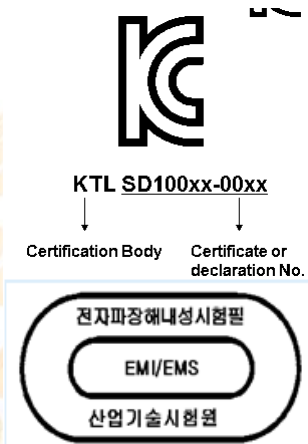 KC
KTL SD100xx-00xx
Certification Body
Certificate or
declaration No.
전자파장해내성시험필
EMI/EMS
산업기술시험원